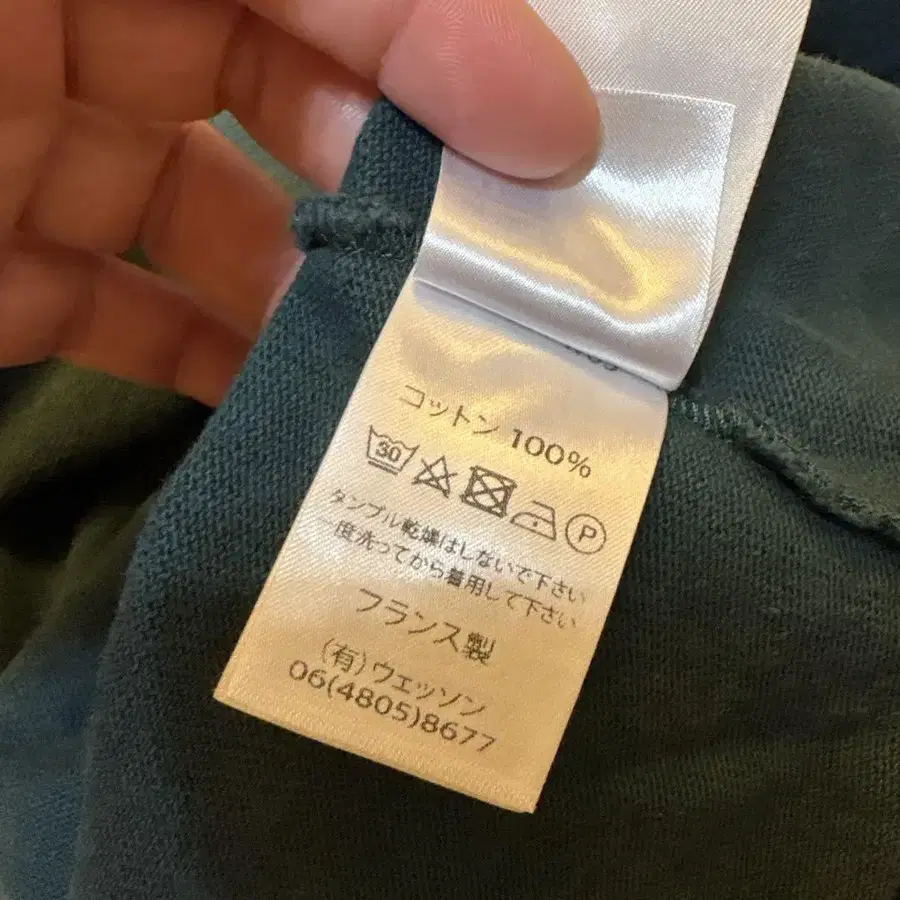 コットン 100%
30 P
タンブル乾燥はしないで下さい
一度洗ってから着用して下さい
フランス製
(有)ウェッソン
06(4805)8677